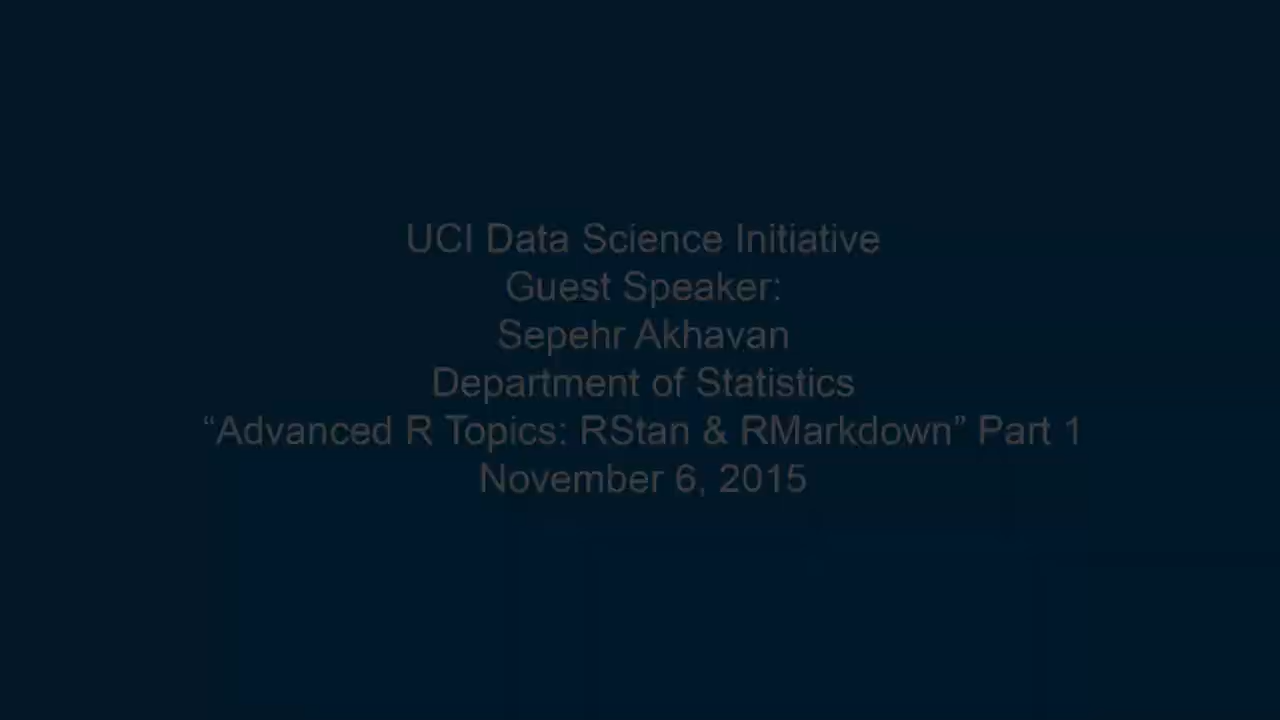 UCI Data Science Initiative
Guest Speaker:
Sepehr Akhavan
Department of Statistics
“Advanced R Topics: RStan & RMarkdown” Part 1
November 6, 2015